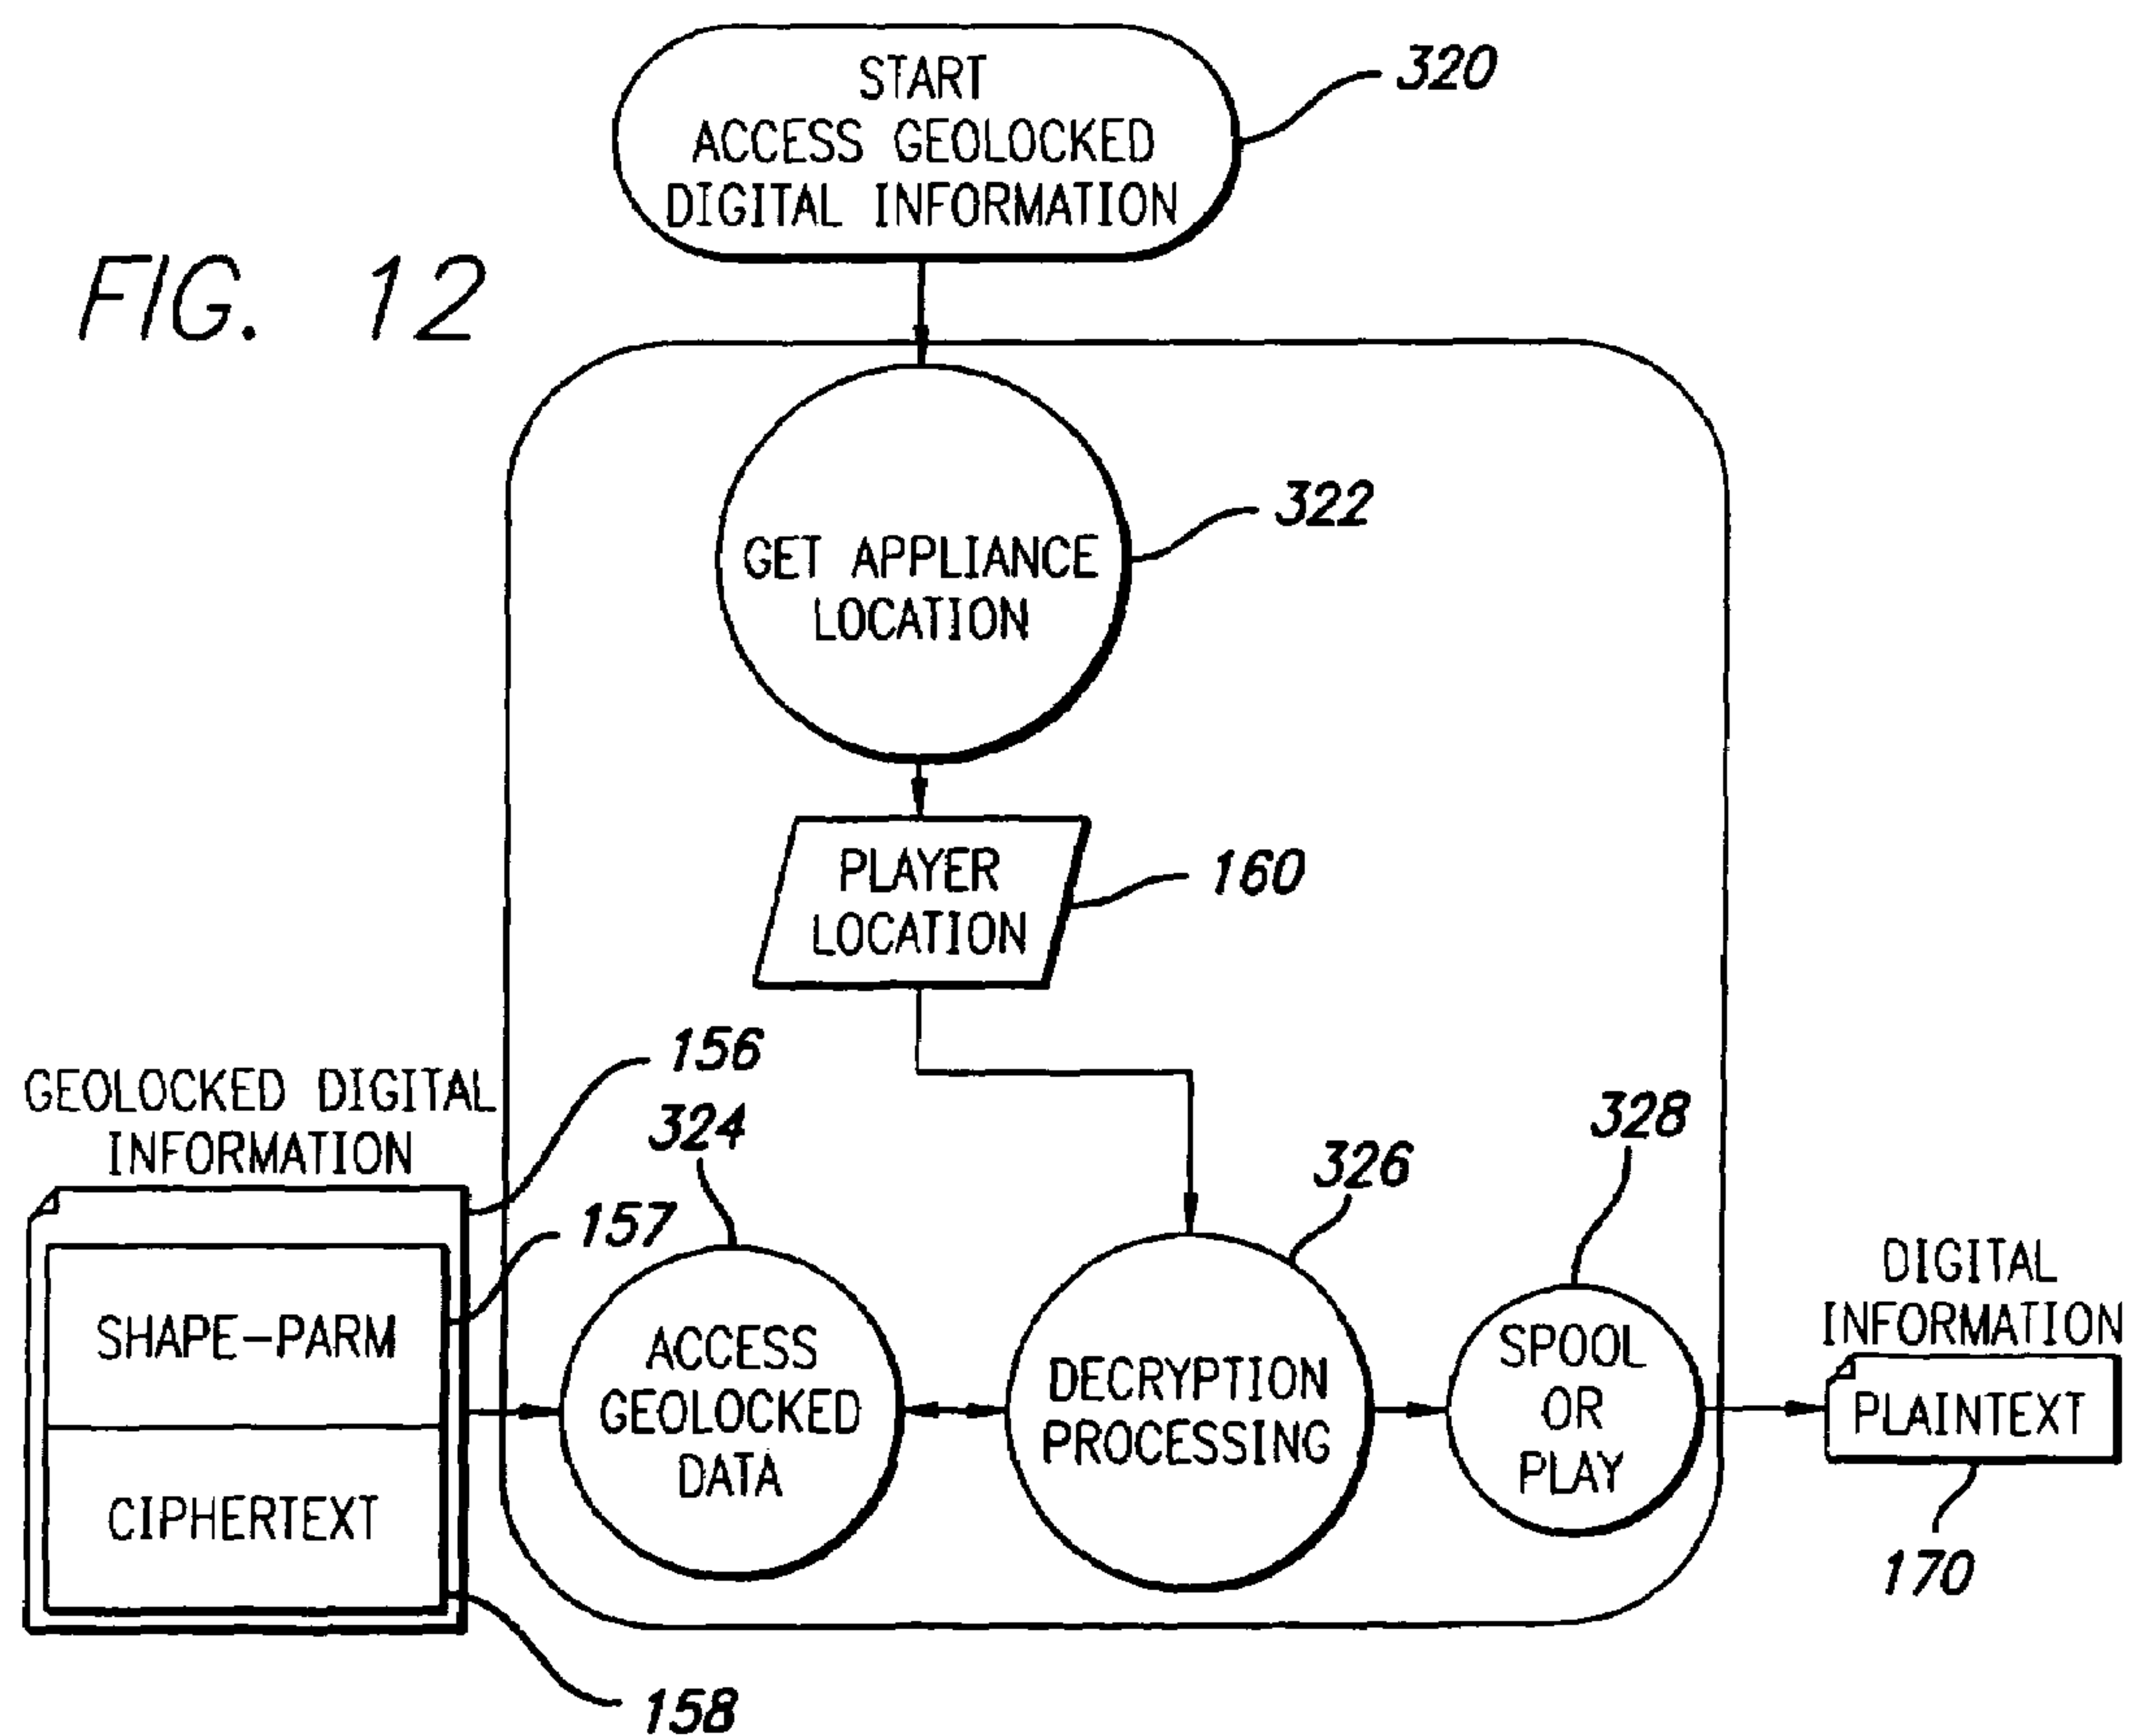 START
ACCESS GEOLOCKED
DIGITAL INFORMATION
320
FIG. 12
GET APPLIANCE
LOCATION
322
PLAYER
LOCATION
160
GEOLOCKED DIGITAL
INFORMATION
156
157
SHAPE-PARM
CIPHERTEXT
158
324
ACCESS
GEOLOCKED
DATA
326
DECRYPTION
PROCESSING
328
SPOOL
OR
PLAY
DIGITAL
INFORMATION
PLAINTEXT
170